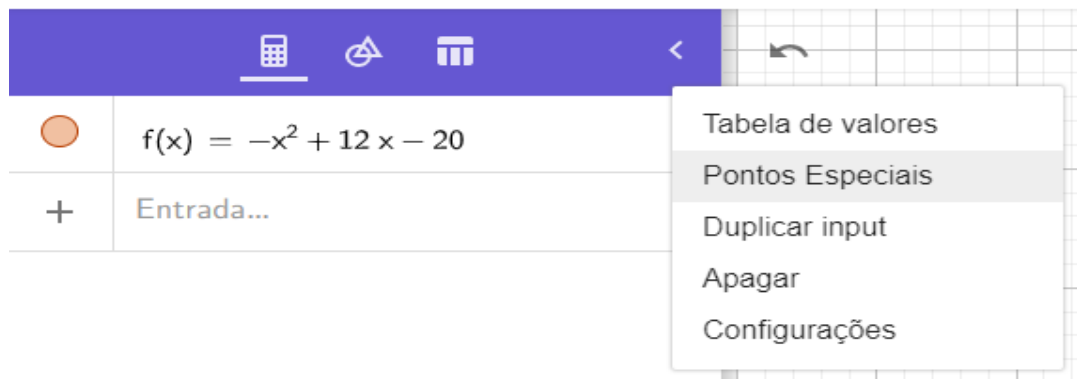 f(x) = −x² + 12 x − 20
Entrada...
Tabela de valores
Pontos Especiais
Duplicar input
Apagar
Configurações